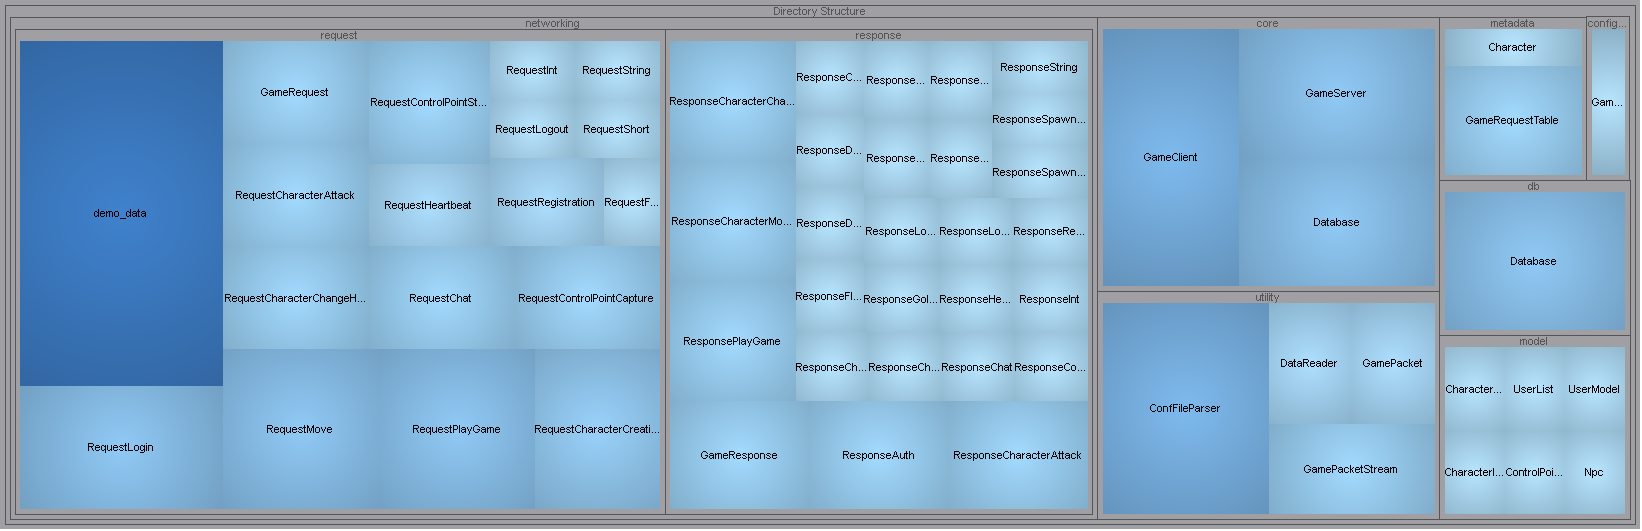 Directory Structure
networking
request
demo_data
RequestLogin
GameRequest
RequestControlPointSt...
RequestInt
RequestString
RequestLogout
RequestShort
RequestCharacterAttack
RequestHeartbeat
RequestRegistration
RequestF...
RequestCharacterChangeH...
RequestChat
RequestControlPointCapture
RequestMove
RequestPlayGame
RequestCharacterCreati...
response
ResponseCharacterCha...
ResponseCharacterMo...
ResponsePlayGame
ResponseC...
Response...
Response...
ResponseString
ResponseSpawn...
ResponseD...
Response...
Response...
ResponseSpawn...
ResponseD...
ResponseLo...
ResponseLo...
ResponseRe...
ResponseFl...
ResponseGol...
ResponseHe...
ResponseInt
ResponseCh...
ResponseCh...
ResponseChat
ResponseCo...
GameResponse
ResponseAuth
ResponseCharacterAttack
core
GameClient
GameServer
Database
utility
ConfFileParser
DataReader
GamePacket
GamePacketStream
metadata
Character
GameRequestTable
config...
Gam...
db
Database
model
Character...
UserList
UserModel
CharacterI...
ControlPoi...
Npc